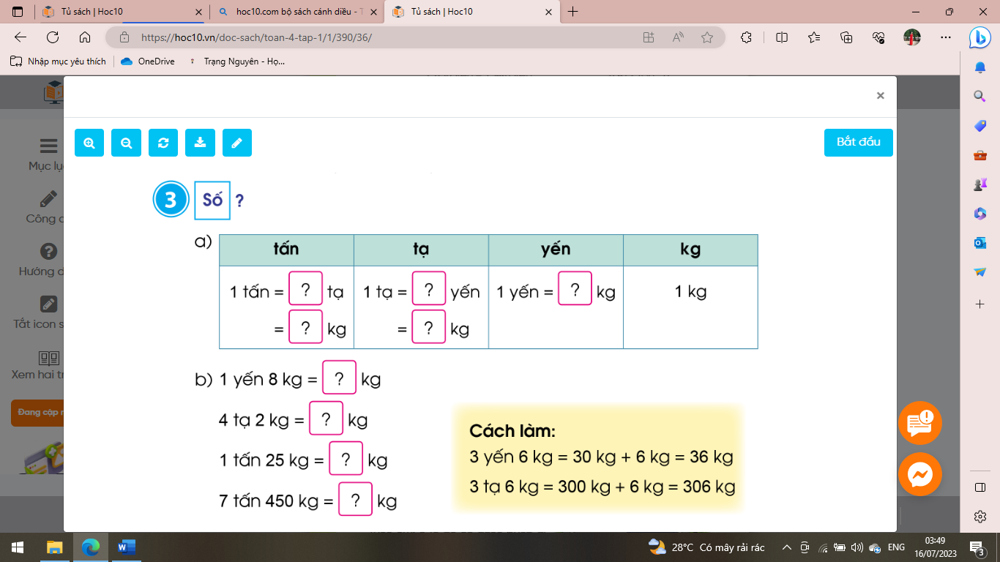 Tủ sách | Hoc10
hoc10.com bộ sách cánh diều - T
Tủ sách | Hoc10
https://hoc10.vn/doc-sach/toan-4-tap-1/1/390/36/
Nhập mục yêu thích
OneDrive
Trạng Nguyên - Họ...
×
Bắt đầu
Mục lụ
Công c
Hướng d
Tắt icon s
Xem hai tr
Đang cập n
3 Số ?
a)
tấn tạ yến kg
1 tấn = ? tạ 1 tạ = ? yến 1 yến = ? kg 1 kg
= ? kg = ? kg
b) 1 yến 8 kg = ? kg
4 tạ 2 kg = ? kg
1 tấn 25 kg = ? kg
7 tấn 450 kg = ? kg
Cách làm:
3 yến 6 kg = 30 kg + 6 kg = 36 kg
3 tạ 6 kg = 300 kg + 6 kg = 306 kg
28°C Có mây rải rác
ENG
03:49
16/07/2023
3